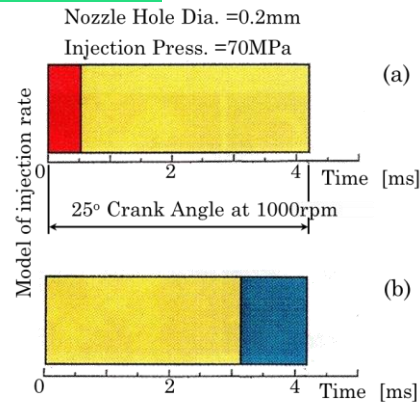 Nozzle Hole Dia. =0.2mm
Injection Press. =70MPa
(a)
Model of injection rate
0 2 4 Time [ms]
25° Crank Angle at 1000rpm
(b)
0 2 4 Time [ms]